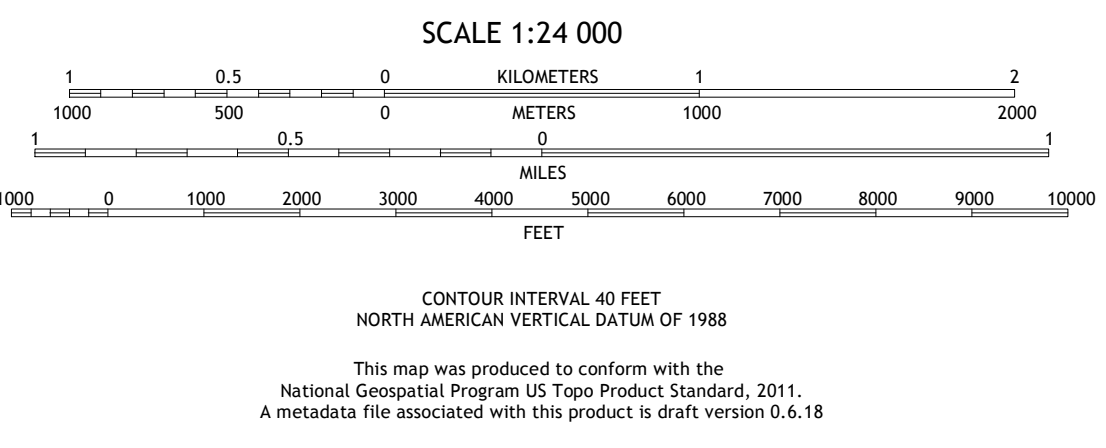 SCALE 1:24 000
1 0.5 0 KILOMETERS 1 2
1000 500 0 METERS 1000 2000
1 0.5 0 1
MILES
1000 0 1000 2000 3000 4000 5000 6000 7000 8000 9000 10000
FEET
CONTOUR INTERVAL 40 FEET
NORTH AMERICAN VERTICAL DATUM OF 1988
This map was produced to conform with the
National Geospatial Program US Topo Product Standard, 2011.
A metadata file associated with this product is draft version 0.6.18